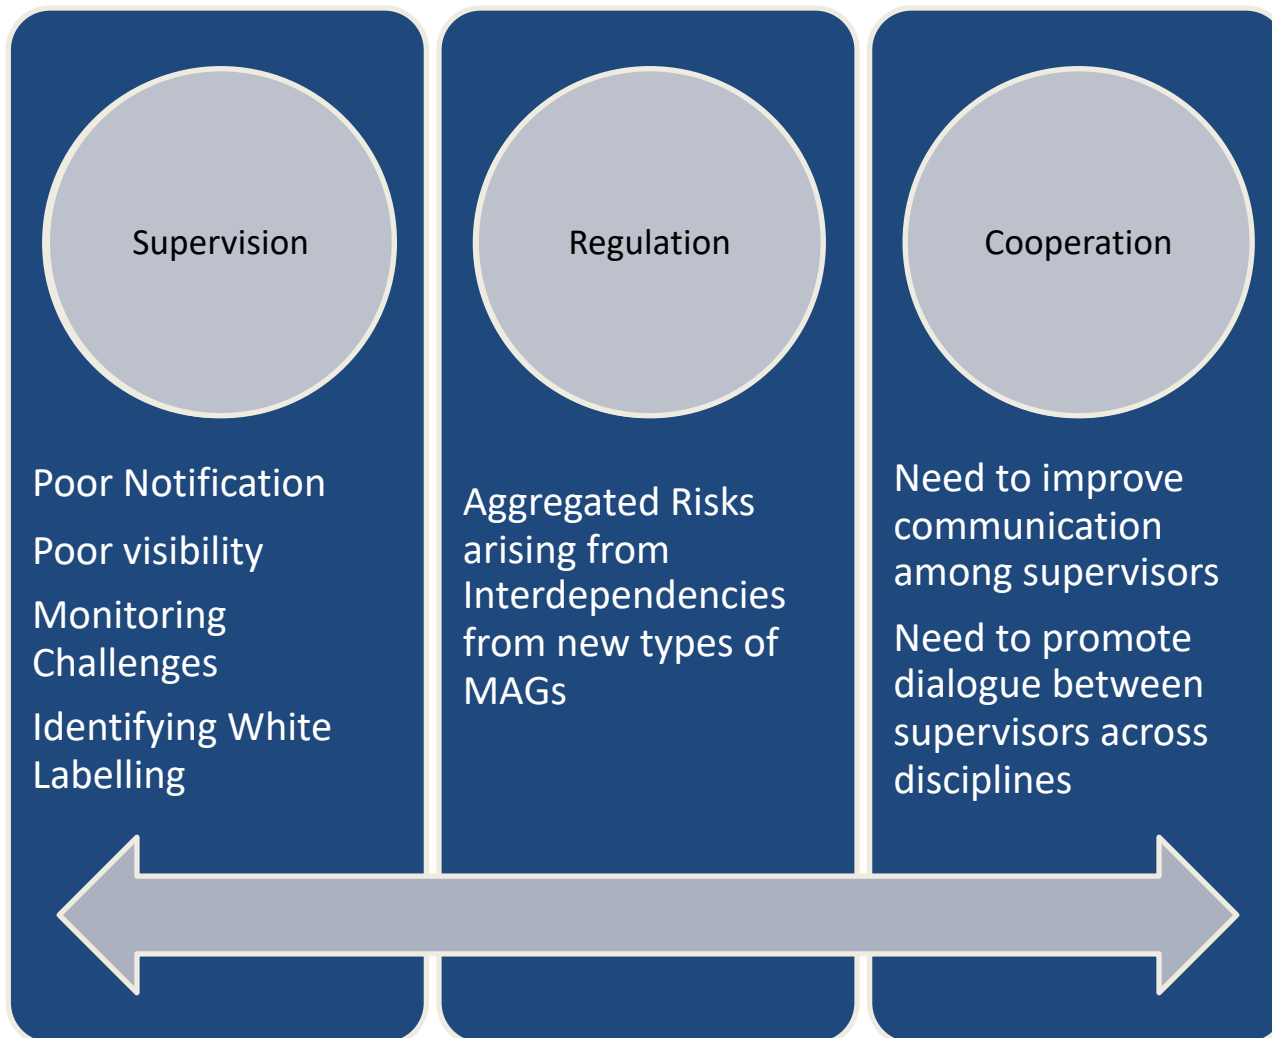 Supervision
Poor Notification
Poor visibility
Monitoring
Challenges
Identifying White
Labelling
Regulation
Aggregated Risks
arising from
Interdependencies
from new types of
MAGs
Cooperation
Need to improve
communication
among supervisors
Need to promote
dialogue between
supervisors across
disciplines